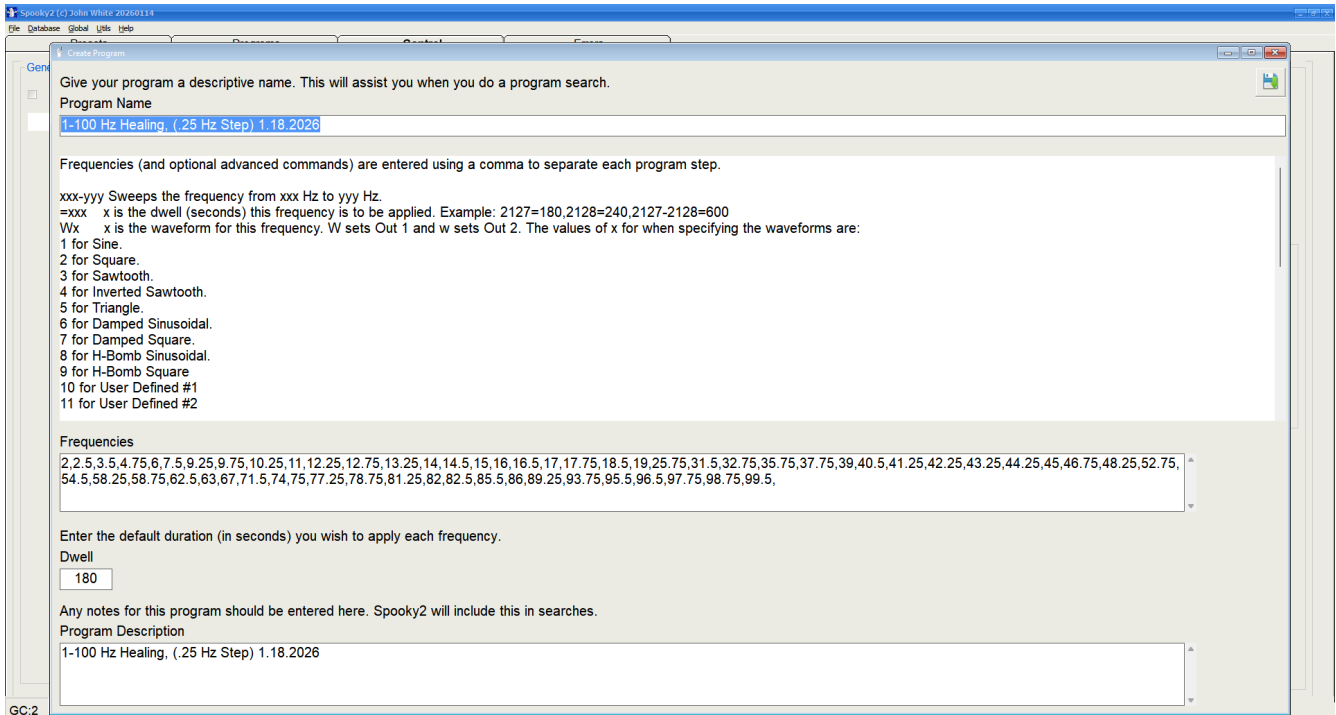 Spooky2 (c) John White 20260114
File Database Global Utils Help
Presets Programs Control Errors
Create Program
Give your program a descriptive name. This will assist you when you do a program search.
Program Name
1-100 Hz Healing, (.25 Hz Step) 1.18.2026
Frequencies (and optional advanced commands) are entered using a comma to separate each program step.
xxx-yyy Sweeps the frequency from xxx Hz to yyy Hz.
=xxx x is the dwell (seconds) this frequency is to be applied. Example: 2127=180,2128=240,2127-2128=600
Wx x is the waveform for this frequency. W sets Out 1 and w sets Out 2. The values of x for when specifying the waveforms are:
1 for Sine.
2 for Square.
3 for Sawtooth.
4 for Inverted Sawtooth.
5 for Triangle.
6 for Damped Sinusoidal.
7 for Damped Square.
8 for H-Bomb Sinusoidal.
9 for H-Bomb Square
10 for User Defined #1
11 for User Defined #2
Frequencies
2,2.5,3.5,4.75,6,7.5,9.25,9.75,10.25,11,12.25,12.75,13.25,14,14.5,15,16,16.5,17,17.75,18.5,19,25.75,31.5,32.75,35.75,37.75,39,40.5,41.25,42.25,43.25,44.25,45,46.75,48.25,52.75,
54.5,58.25,58.75,62.5,63,67,71.5,74,75,77.25,78.75,81.25,82,82.5,85.5,86,89.25,93.75,95.5,96.5,97.75,98.75,99.5,
Enter the default duration (in seconds) you wish to apply each frequency.
Dwell
180
Any notes for this program should be entered here. Spooky2 will include this in searches.
Program Description
1-100 Hz Healing, (.25 Hz Step) 1.18.2026
GC:2